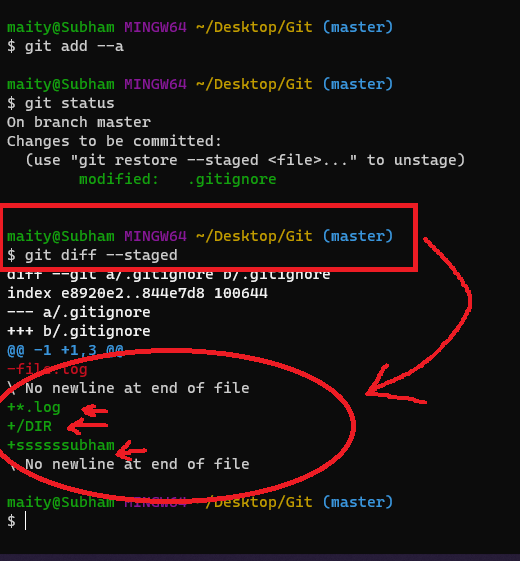 maity@Subham MINGW64 ~/Desktop/Git (master)
$ git add --a
maity@Subham MINGW64 ~/Desktop/Git (master)
$ git status
On branch master
Changes to be committed:
  (use "git restore --staged <file>..." to unstage)
        modified:   .gitignore
maity@Subham MINGW64 ~/Desktop/Git (master)
$ git diff --staged
diff --git a/.gitignore b/.gitignore
index e8920e2..844e7d8 100644
--- a/.gitignore
+++ b/.gitignore
@@ -1 +1,3 @@
-file.log
\ No newline at end of file
+*.log
+/DIR
+ssssssubham
\ No newline at end of file
maity@Subham MINGW64 ~/Desktop/Git (master)
$